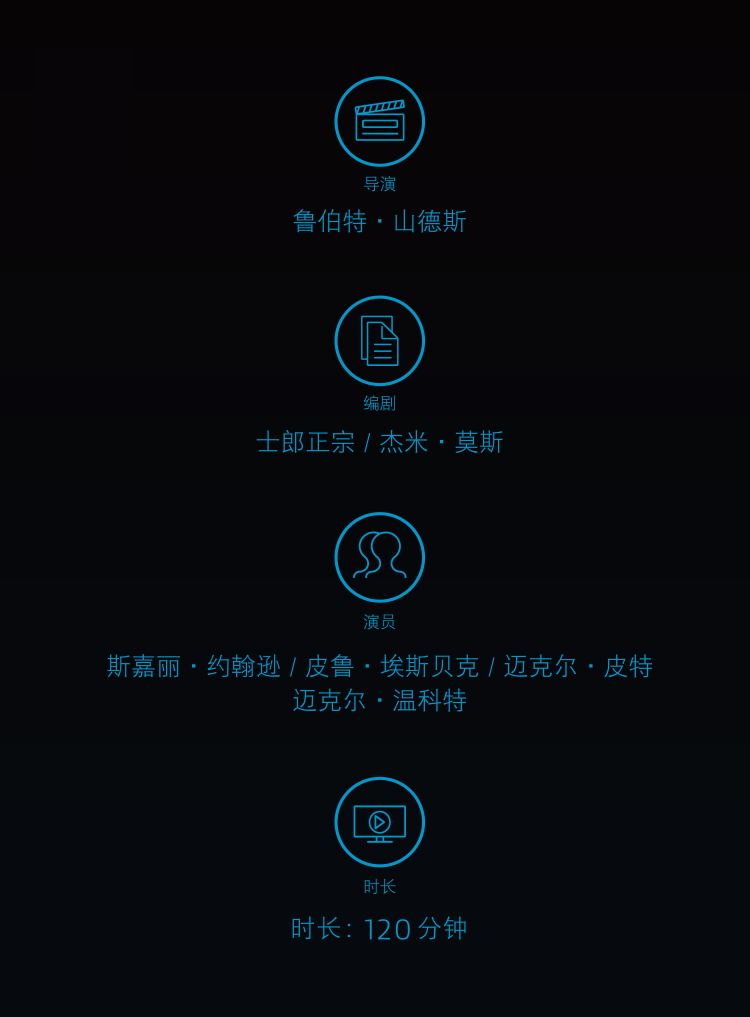 导演
鲁伯特·山德斯
编剧
士郎正宗 / 杰米·莫斯
演员
斯嘉丽·约翰逊 / 皮鲁·埃斯贝克 / 迈克尔·皮特
迈克尔·温科特
时长
时长: 120 分钟